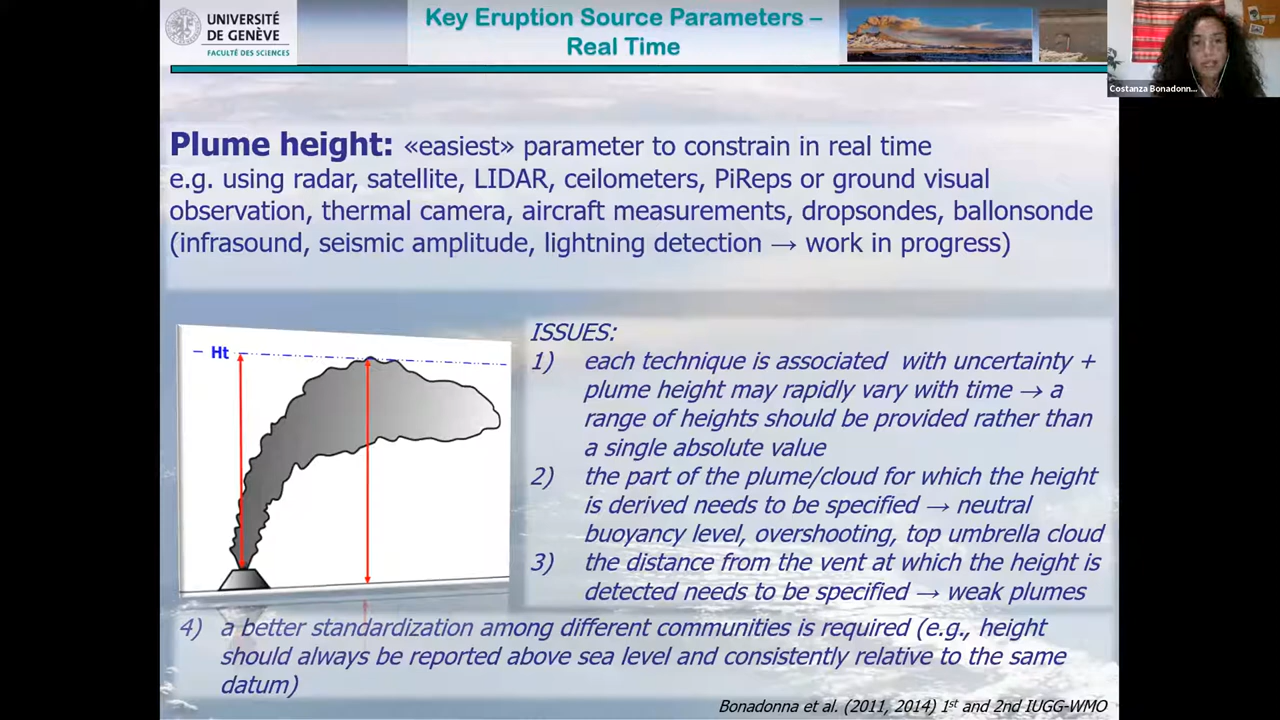 UNIVERSITÉ
DE GENÈVE
FACULTÉ DES SCIENCES
Key Eruption Source Parameters –
Real Time
Costanza Bonadonn...
Plume height: «easiest» parameter to constrain in real time
e.g. using radar, satellite, LIDAR, ceilometers, PiReps or ground visual
observation, thermal camera, aircraft measurements, dropsondes, ballonsonde
(infrasound, seismic amplitude, lightning detection → work in progress)
Ht
ISSUES:
1) each technique is associated with uncertainty +
plume height may rapidly vary with time → a
range of heights should be provided rather than
a single absolute value
2) the part of the plume/cloud for which the height
is derived needs to be specified → neutral
buoyancy level, overshooting, top umbrella cloud
3) the distance from the vent at which the height is
detected needs to be specified → weak plumes
4) a better standardization among different communities is required (e.g., height
should always be reported above sea level and consistently relative to the same
datum)
Bonadonna et al. (2011, 2014) 1st and 2nd IUGG-WMO